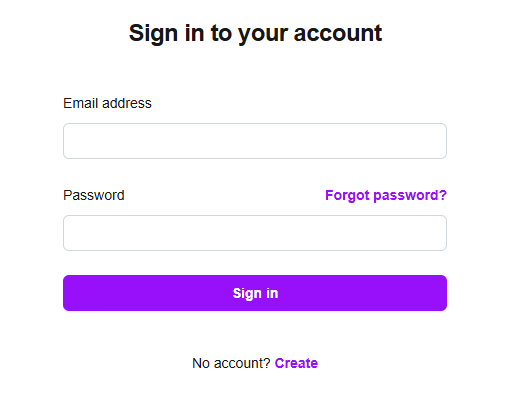 Sign in to your account
Email address
Password Forgot password?
Sign in
No account? Create